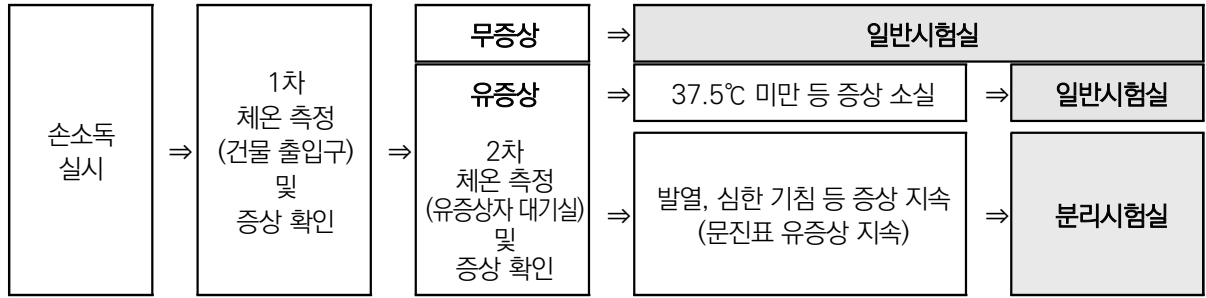 손소독
실시
⇒
1차
체온 측정
(건물 출입구)
및
증상 확인
⇒
무증상
⇒
일반시험실
유증상
⇒
37.5℃ 미만 등 증상 소실
⇒
일반시험실
2차
체온 측정
(유증상자 대기실)
및
증상 확인
⇒
발열, 심한 기침 등 증상 지속
(문진표 유증상 지속)
⇒
분리시험실